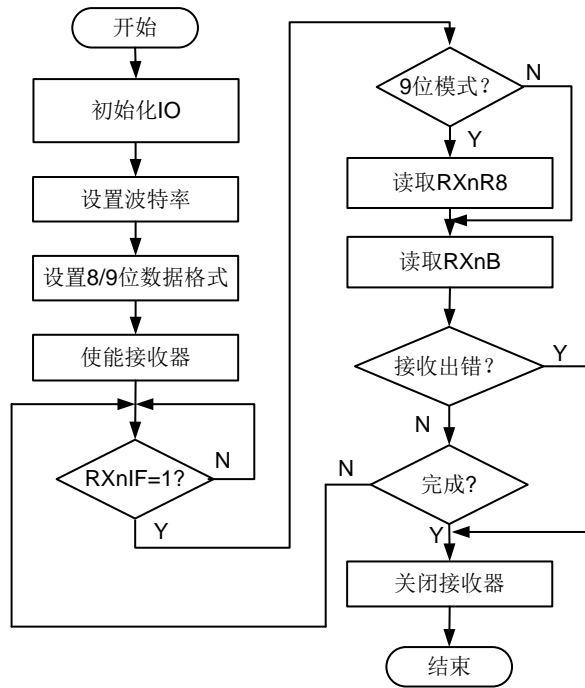 开始
初始化IO
设置波特率
设置8/9位数据格式
使能接收器
RXnIF=1?
N
Y
9位模式？
N
Y
读取RXnR8
读取RXnB
接收出错？
Y
N
完成?
N
Y
关闭接收器
结束